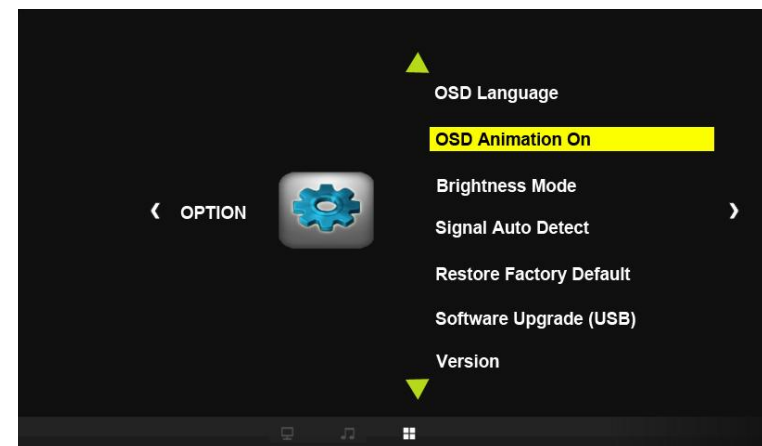 OSD Language
OSD Animation On
Brightness Mode
OPTION
Signal Auto Detect
Restore Factory Default
Software Upgrade (USB)
Version